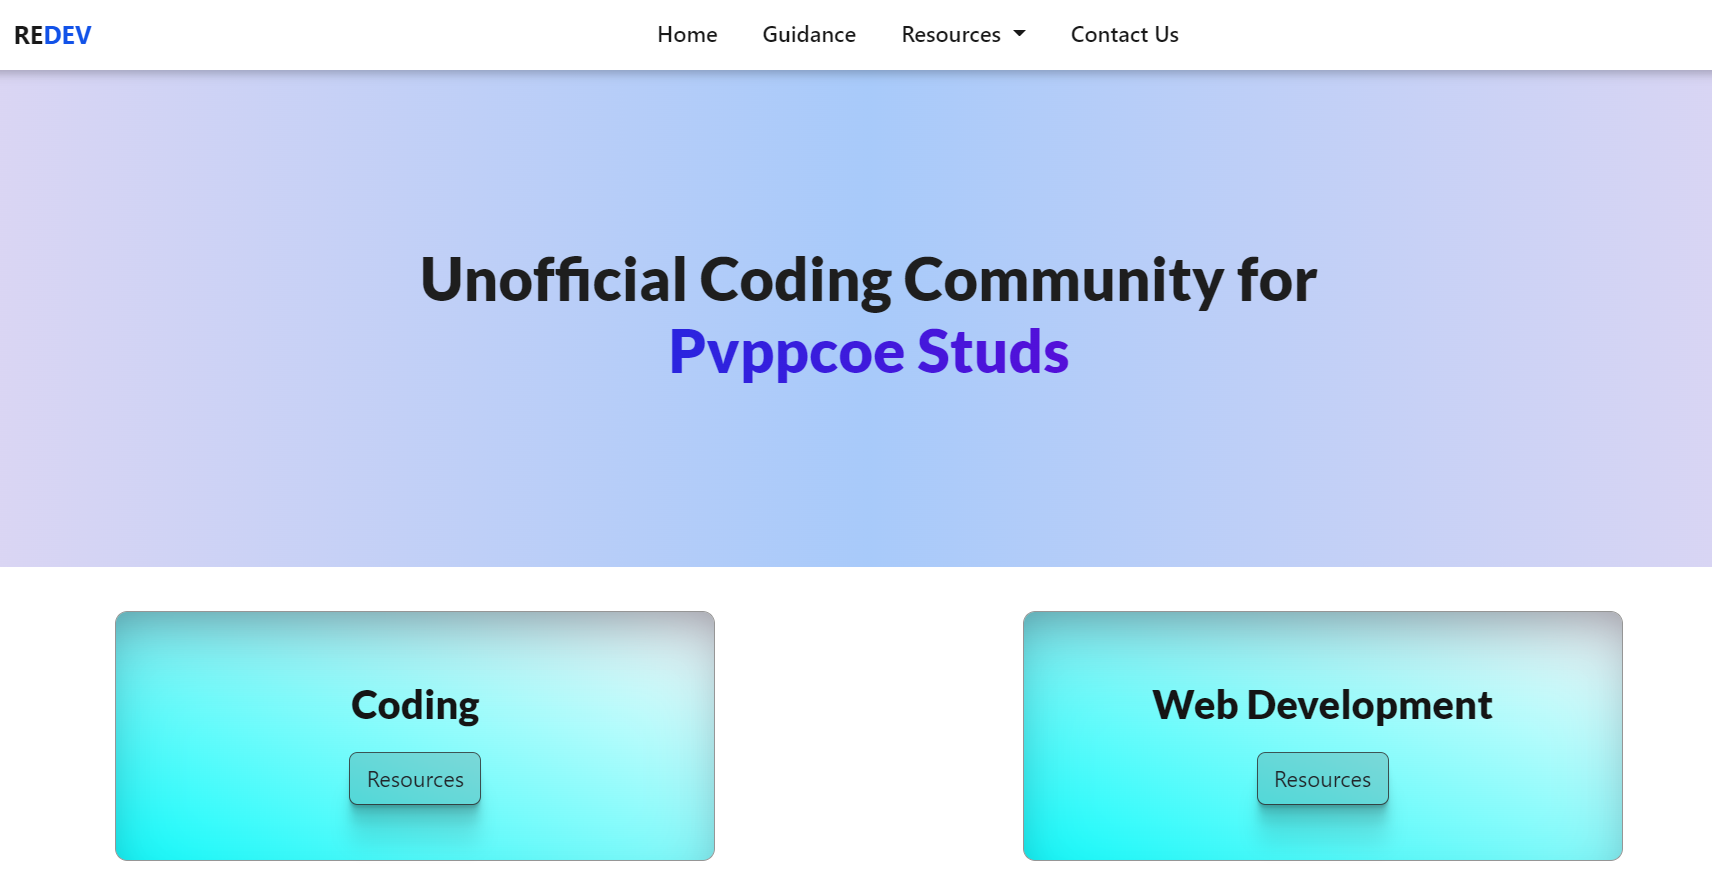 REDEV
Home Guidance Resources Contact Us
Unofficial Coding Community for
Pvppcoe Studs
Coding
Resources
Web Development
Resources